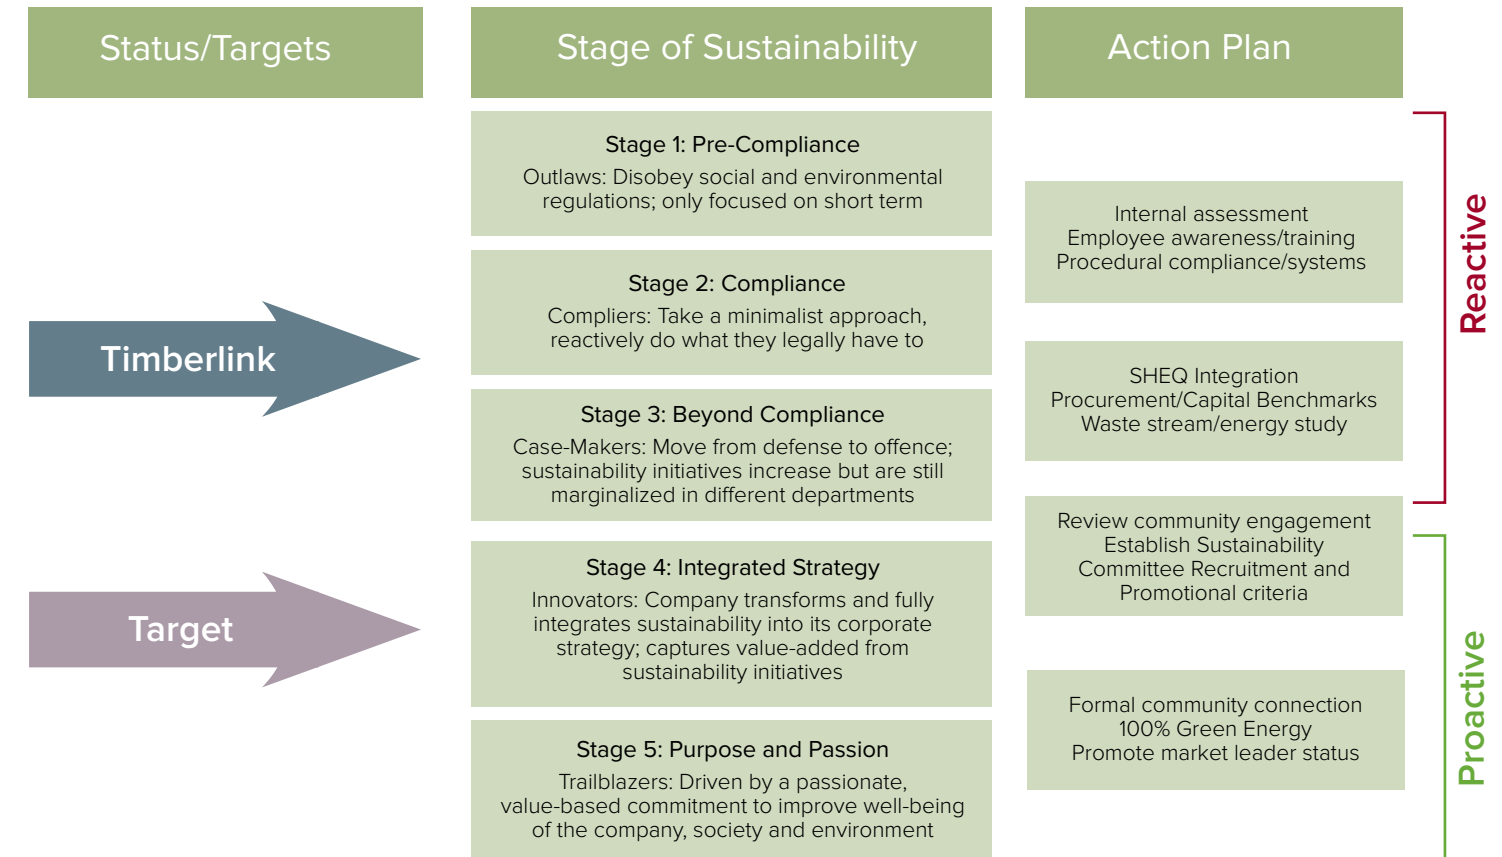 Status/Targets
Stage of Sustainability
Action Plan
Timberlink
Target
Stage 1: Pre-Compliance
Outlaws: Disobey social and environmental
regulations; only focused on short term
Stage 2: Compliance
Compliers: Take a minimalist approach,
reactively do what they legally have to
Stage 3: Beyond Compliance
Case-Makers: Move from defense to offence;
sustainability initiatives increase but are still
marginalized in different departments
Stage 4: Integrated Strategy
Innovators: Company transforms and fully
integrates sustainability into its corporate
strategy; captures value-added from
sustainability initiatives
Stage 5: Purpose and Passion
Trailblazers: Driven by a passionate,
value-based commitment to improve well-being
of the company, society and environment
Internal assessment
Employee awareness/training
Procedural compliance/systems
SHEQ Integration
Procurement/Capital Benchmarks
Waste stream/energy study
Review community engagement
Establish Sustainability
Committee Recruitment and
Promotional criteria
Formal community connection
100% Green Energy
Promote market leader status
Reactive
Proactive